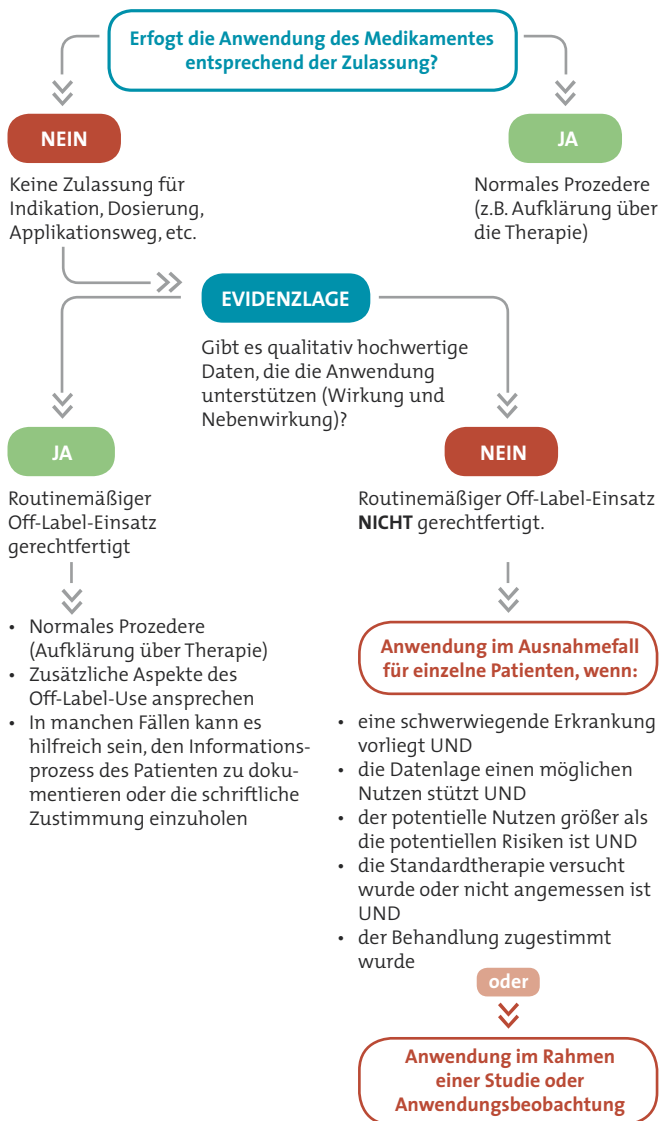 Erfogt die Anwendung des Medikamentes
entsprechend der Zulassung?
NEIN
Keine Zulassung für
Indikation, Dosierung,
Applikationsweg, etc.
JA
Normales Prozedere
(z.B. Aufklärung über
die Therapie)
EVIDENZLAGE
Gibt es qualitativ hochwertige
Daten, die die Anwendung
unterstützen (Wirkung und
Nebenwirkung)?
JA
Routinemäßiger
Off-Label-Einsatz
gerechtfertigt
• Normales Prozedere
(Aufklärung über Therapie)
• Zusätzliche Aspekte des
Off-Label-Use ansprechen
• In manchen Fällen kann es
hilfreich sein, den Informations-
prozess des Patienten zu doku-
mentieren oder die schriftliche
Zustimmung einzuholen
NEIN
Routinemäßiger Off-Label-Einsatz
NICHT gerechtfertigt.
Anwendung im Ausnahmefall
für einzelne Patienten, wenn:
• eine schwerwiegende Erkrankung
vorliegt UND
• die Datenlage einen möglichen
Nutzen stützt UND
• der potentielle Nutzen größer als
die potentiellen Risiken ist UND
• die Standardtherapie versucht
wurde oder nicht angemessen ist
UND
• der Behandlung zugestimmt
wurde
oder
Anwendung im Rahmen
einer Studie oder
Anwendungsbeobachtung